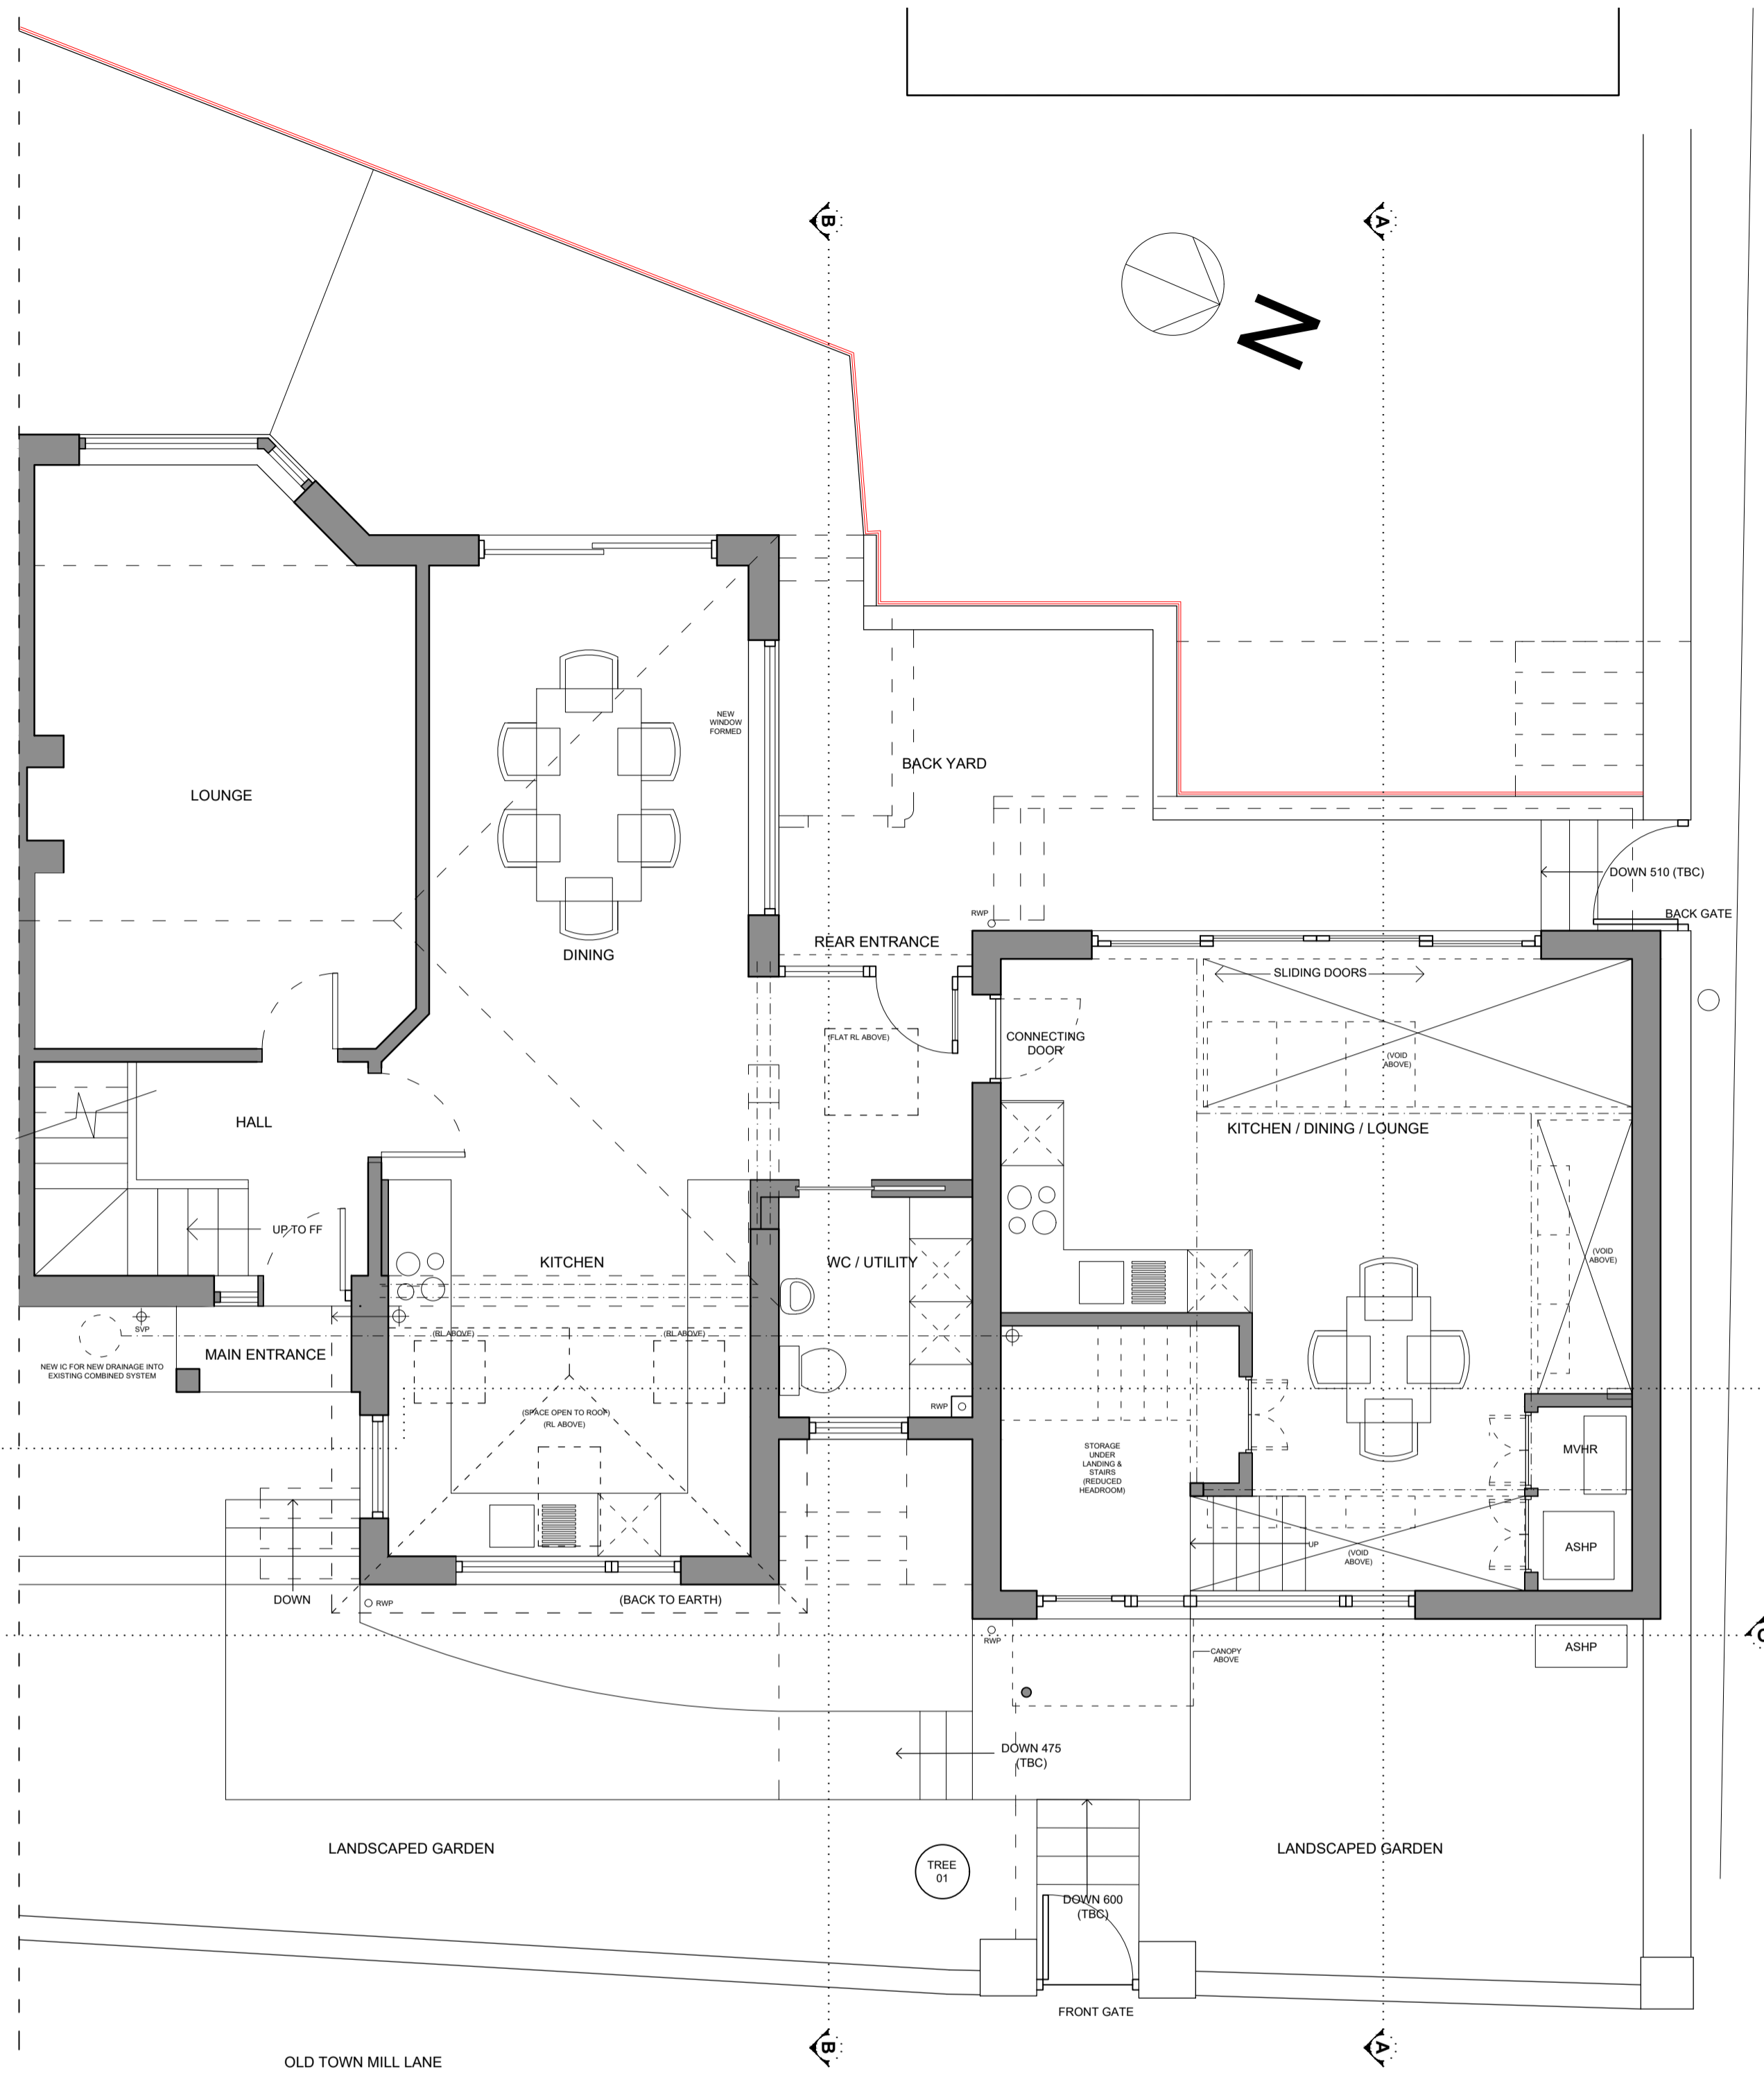 B
A
N
NEW
WINDOW
FORMED
BACK YARD
LOUNGE
DOWN 510 (TBC)
RWP
BACK GATE
REAR ENTRANCE
DINING
SLIDING DOORS
(FLAT RL ABOVE)
CONNECTING
DOOR
(VOID
ABOVE)
HALL
KITCHEN / DINING / LOUNGE
UP TO FF
KITCHEN
WC / UTILITY
(VOID
ABOVE)
SVP
(RL ABOVE)
(RL ABOVE)
MAIN ENTRANCE
NEW IC FOR NEW DRAINAGE INTO
EXISTING COMBINED SYSTEM
RWP
(SPACE OPEN TO ROOF)
(RL ABOVE)
STORAGE
UNDER
LANDING &
STAIRS
(REDUCED
HEADROOM)
MVHR
UP
ASHP
(VOID
ABOVE)
DOWN
RWP
(BACK TO EARTH)
RWP
C
ASHP
CANOPY
ABOVE
DOWN 475
(TBC)
LANDSCAPED GARDEN
LANDSCAPED GARDEN
TREE
01
DOWN 600
(TBC)
FRONT GATE
B
A
OLD TOWN MILL LANE